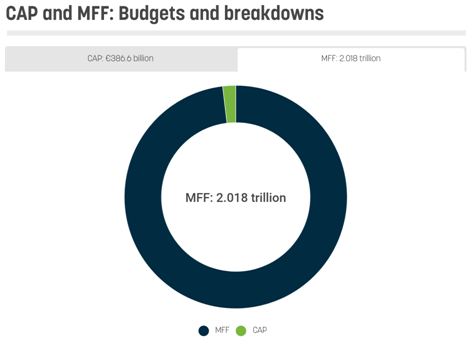 CAP and MFF: Budgets and breakdowns
CAP: €386.6 billion
MFF: 2.018 trillion
MFF: 2.018 trillion
MFF
CAP